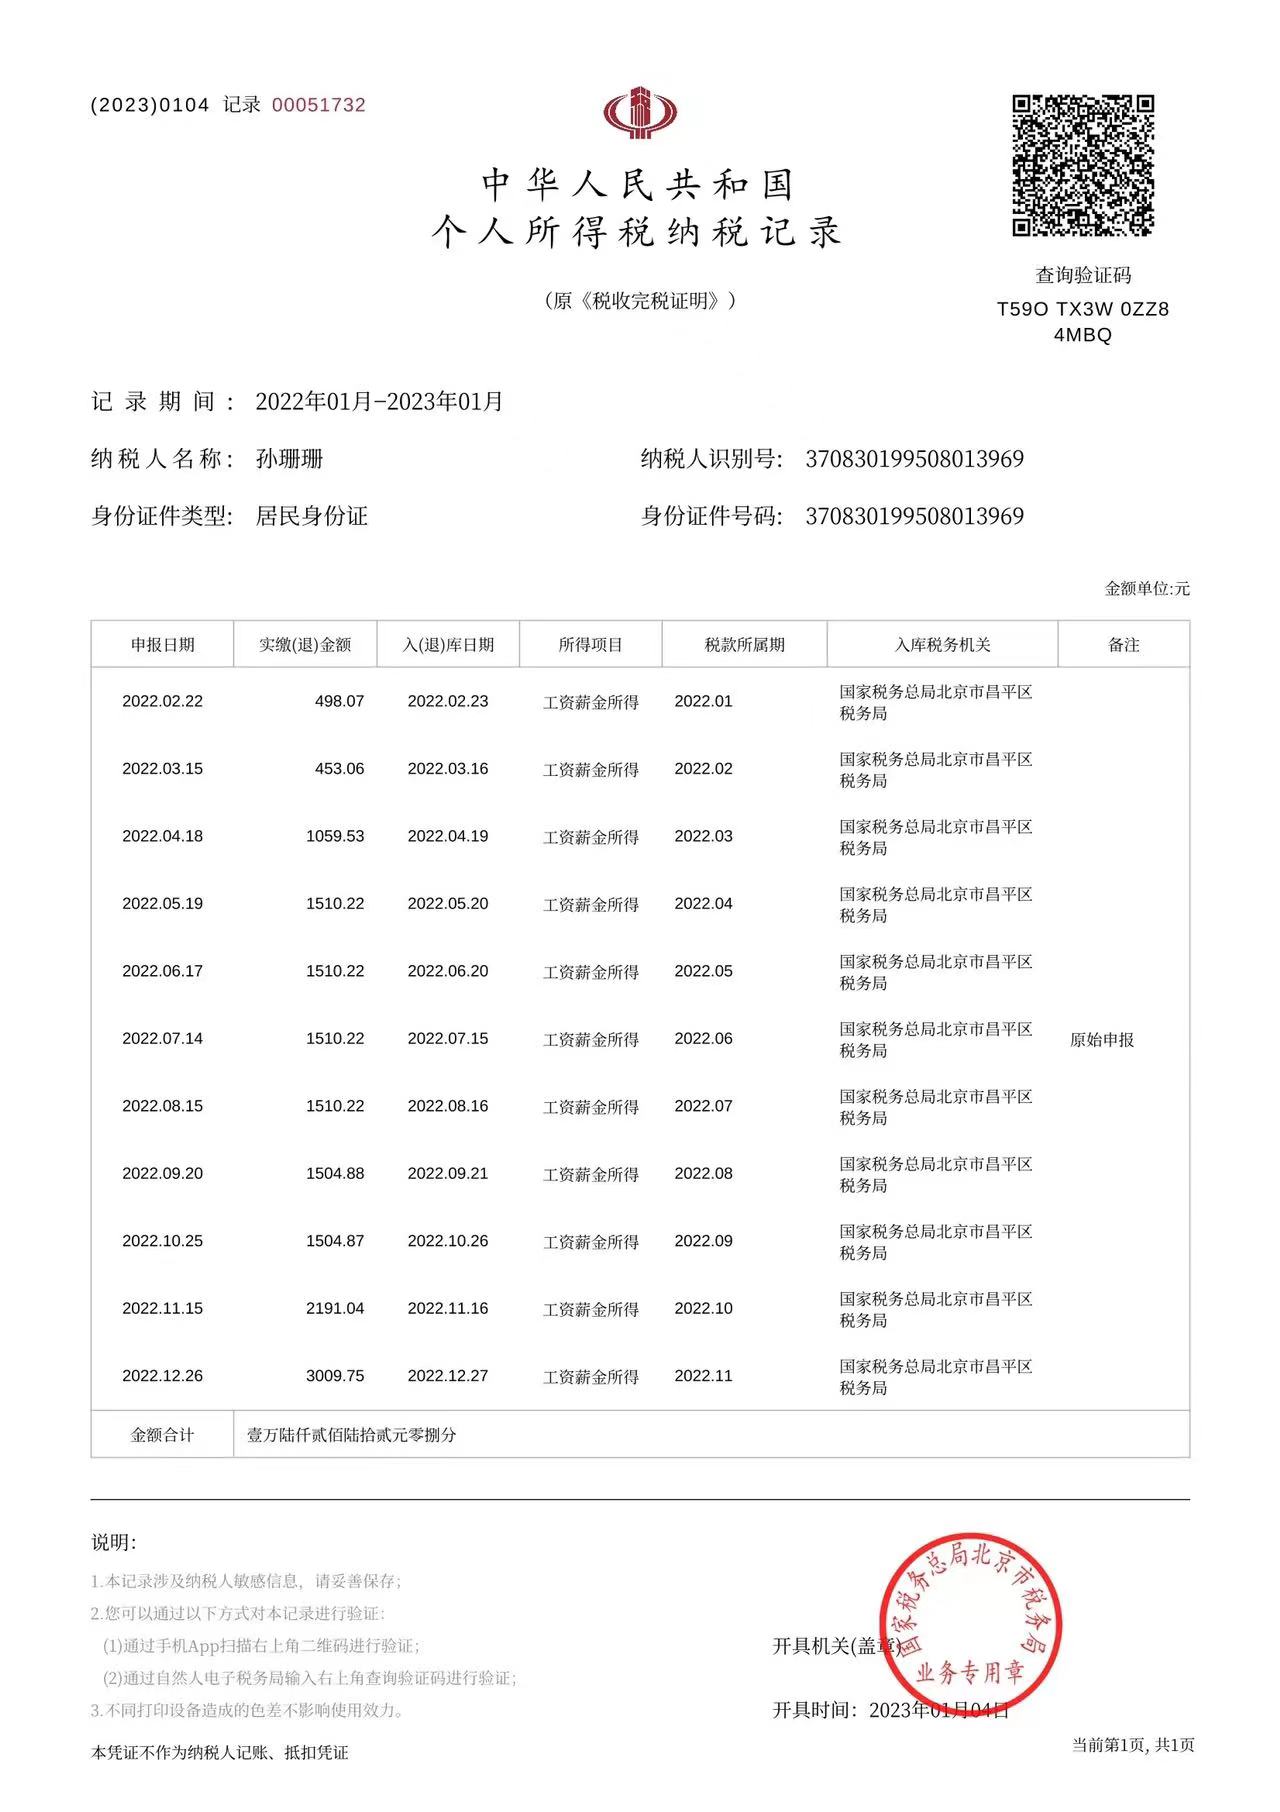 (2023)0104 记录 00051732
中华人民共和国
个人所得税纳税记录
（原《税收完税证明》）
查询验证码
T59O TX3W 0ZZ8
4MBQ
记录期间： 2022年01月-2023年01月
纳税人名称： 孙珊珊 纳税人识别号： 370830199508013969
身份证件类型： 居民身份证 身份证件号码： 370830199508013969
金额单位:元
申报日期 实缴(退)金额 入(退)库日期 所得项目 税款所属期 入库税务机关 备注
2022.02.22 498.07 2022.02.23 工资薪金所得 2022.01 国家税务总局北京市昌平区
税务局
2022.03.15 453.06 2022.03.16 工资薪金所得 2022.02 国家税务总局北京市昌平区
税务局
2022.04.18 1059.53 2022.04.19 工资薪金所得 2022.03 国家税务总局北京市昌平区
税务局
2022.05.19 1510.22 2022.05.20 工资薪金所得 2022.04 国家税务总局北京市昌平区
税务局
2022.06.17 1510.22 2022.06.20 工资薪金所得 2022.05 国家税务总局北京市昌平区
税务局
2022.07.14 1510.22 2022.07.15 工资薪金所得 2022.06 国家税务总局北京市昌平区
税务局 原始申报
2022.08.15 1510.22 2022.08.16 工资薪金所得 2022.07 国家税务总局北京市昌平区
税务局
2022.09.20 1504.88 2022.09.21 工资薪金所得 2022.08 国家税务总局北京市昌平区
税务局
2022.10.25 1504.87 2022.10.26 工资薪金所得 2022.09 国家税务总局北京市昌平区
税务局
2022.11.15 2191.04 2022.11.16 工资薪金所得 2022.10 国家税务总局北京市昌平区
税务局
2022.12.26 3009.75 2022.12.27 工资薪金所得 2022.11 国家税务总局北京市昌平区
税务局
金额合计 壹万陆仟贰佰陆拾贰元零捌分
说明：
1.本记录涉及纳税人敏感信息，请妥善保存；
2.您可以通过以下方式对本记录进行验证：
(1)通过手机App扫描右上角二维码进行验证；
(2)通过自然人电子税务局输入右上角查询验证码进行验证；
3.不同打印设备造成的色差不影响使用效力。
国家税务总局北京市税务局
业务专用章
开具机关(盖章)
开具时间：2023年01月04日
本凭证不作为纳税人记账、抵扣凭证
当前第1页, 共1页